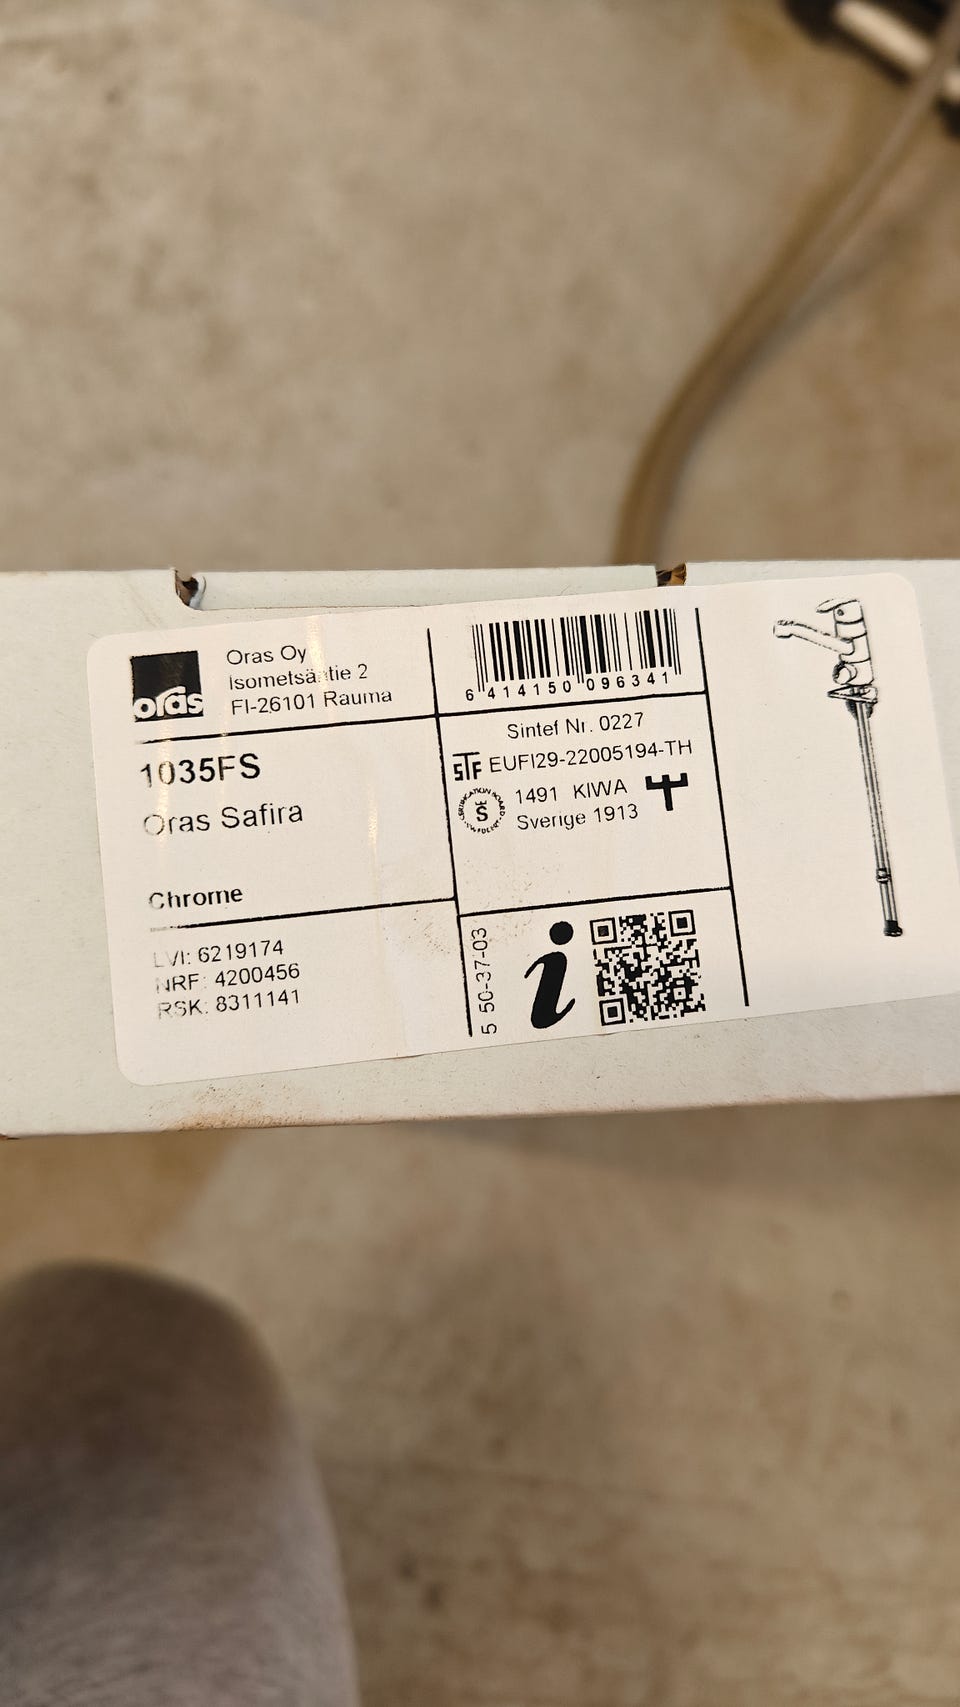 oras
Oras Oy
Isometsäntie 2
FI-26101 Rauma
1035FS
Oras Safira
Chrome
LVI: 6219174
NRF: 4200456
RSK: 8311141
6 414150 096341
Sintef Nr. 0227
STF EUFI29-22005194-TH
1491 KIWA
Sverige 1913
5 50-37-03
i